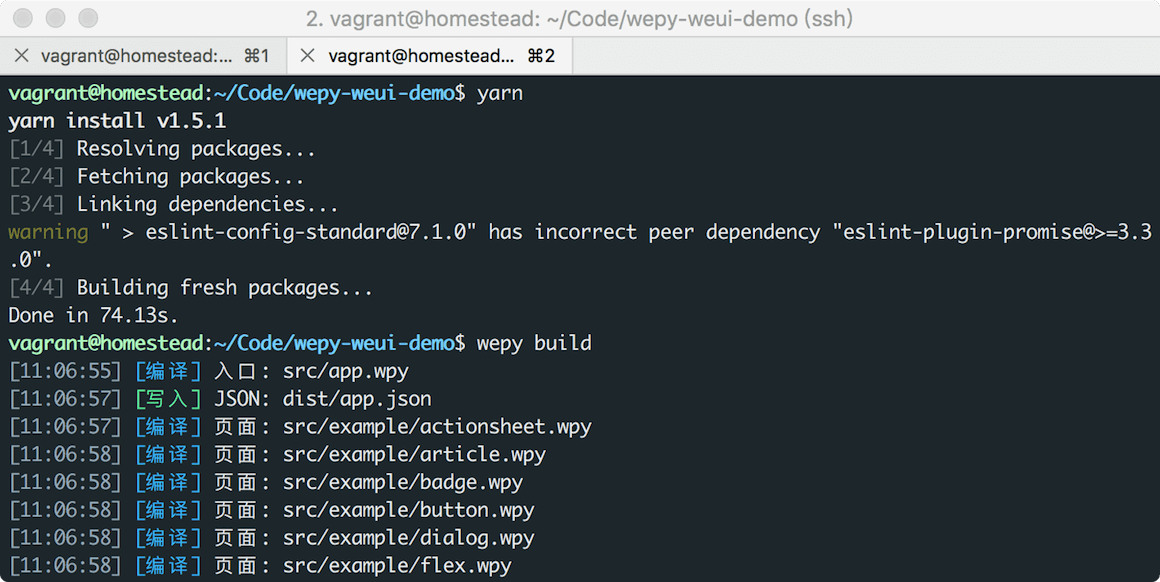 2. vagrant@homestead: ~/Code/wepy-weui-demo (ssh)
vagrant@homestead:... ⌘1 vagrant@homestead... ⌘2
vagrant@homestead:~/Code/wepy-weui-demo$ yarn
yarn install v1.5.1
[1/4] Resolving packages...
[2/4] Fetching packages...
[3/4] Linking dependencies...
warning " > eslint-config-standard@7.1.0" has incorrect peer dependency "eslint-plugin-promise@>=3.3
.0".
[4/4] Building fresh packages...
Done in 74.13s.
vagrant@homestead:~/Code/wepy-weui-demo$ wepy build
[11:06:55] [编译] 入口: src/app.wpy
[11:06:57] [写入] JSON: dist/app.json
[11:06:57] [编译] 页面: src/example/actionsheet.wpy
[11:06:58] [编译] 页面: src/example/article.wpy
[11:06:58] [编译] 页面: src/example/badge.wpy
[11:06:58] [编译] 页面: src/example/button.wpy
[11:06:58] [编译] 页面: src/example/dialog.wpy
[11:06:58] [编译] 页面: src/example/flex.wpy